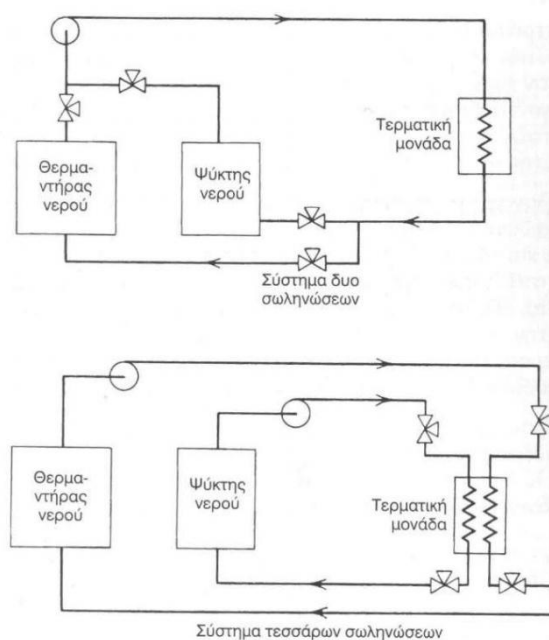 Τερματική
μονάδα
Θερμα-
ντήρας
νερού
Ψύκτης
νερού
Σύστημα δυο
σωληνώσεων
Θερμα-
ντήρας
νερού
Ψύκτης
νερού
Τερματική
μονάδα
Σύστημα τεσσάρων σωληνώσεων